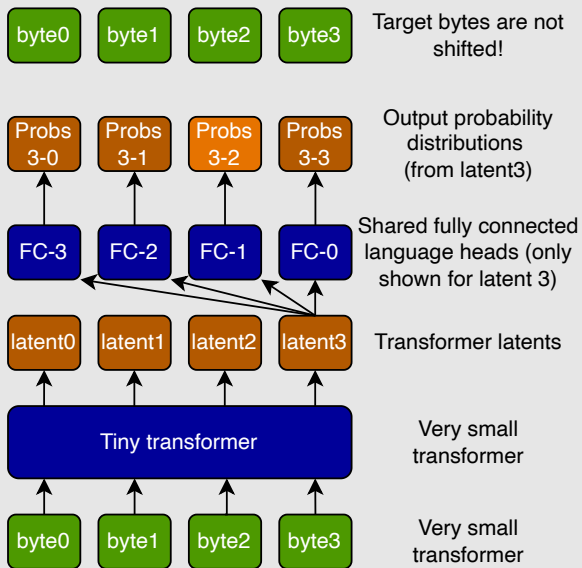 byte0 byte1 byte2 byte3
Target bytes are not
shifted!
Probs
3-0
Probs
3-1
Probs
3-2
Probs
3-3
Output probability
distributions
(from latent3)
FC-3 FC-2 FC-1 FC-0
Shared fully connected
language heads (only
shown for latent 3)
latent0 latent1 latent2 latent3
Transformer latents
Tiny transformer
Very small
transformer
byte0 byte1 byte2 byte3
Very small
transformer